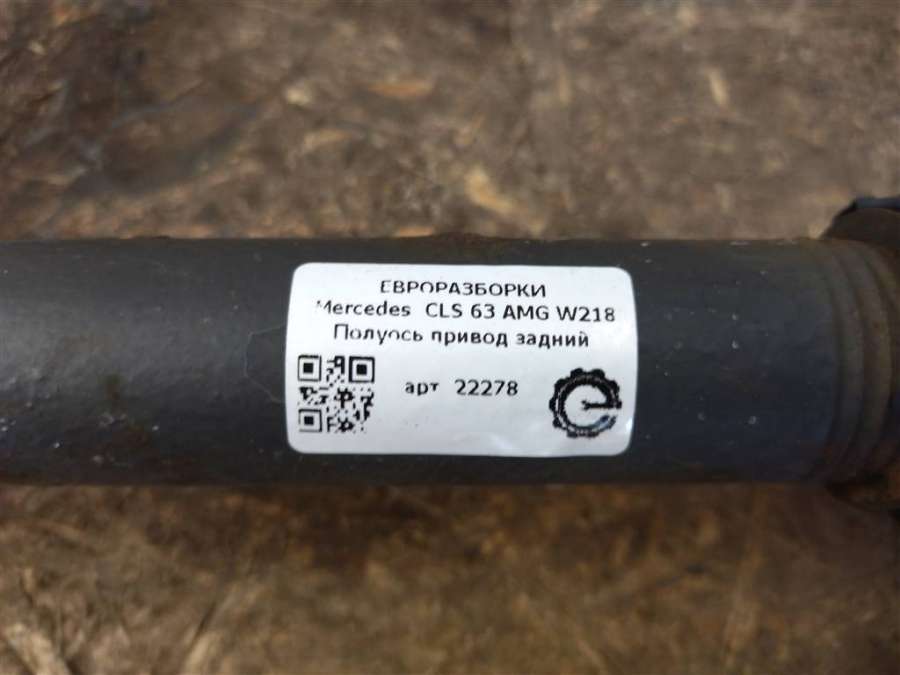 ЕВРОРАЗБОРКИ
Mercedes CLS 63 AMG W218
Полуось привод задний
арт 22278